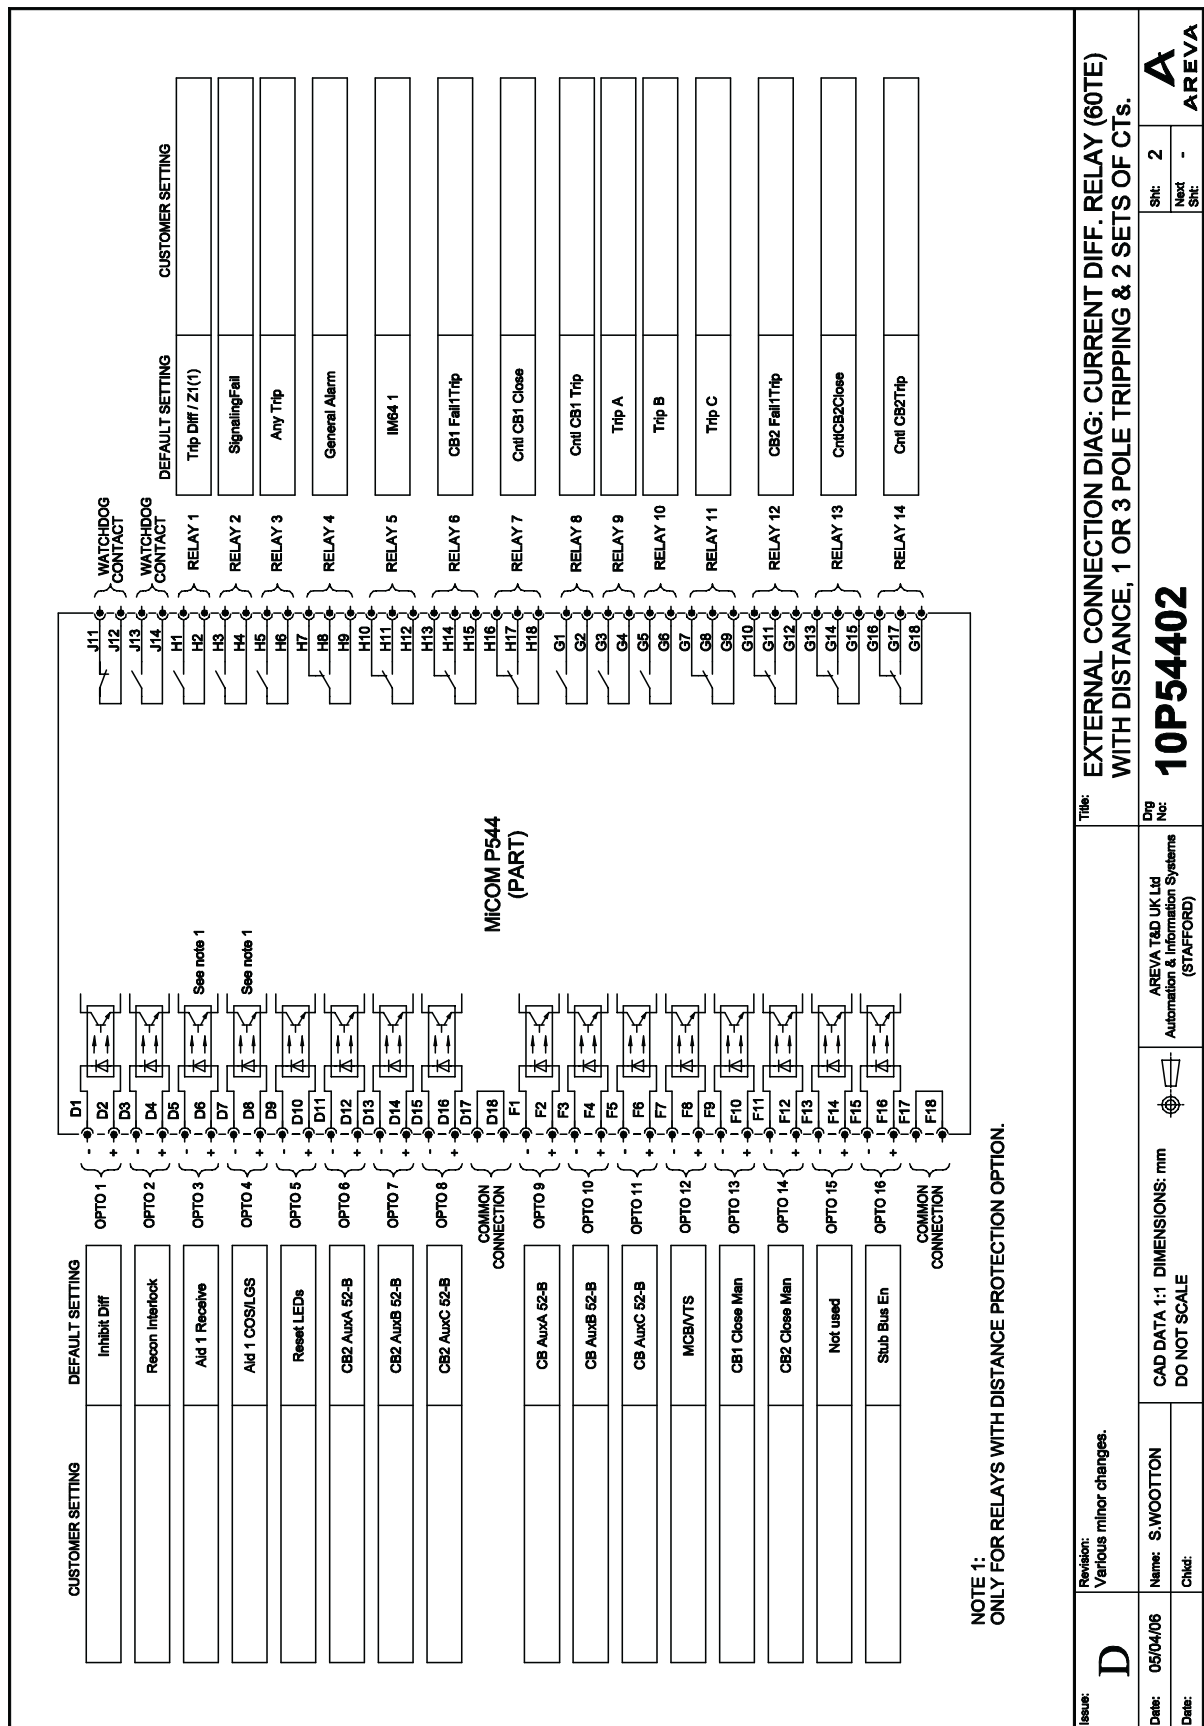 CUSTOMER SETTING
DEFAULT SETTING
Inhibit Diff
OPTO 1
- D1
+ D2
Recon Interlock
OPTO 2
- D3
+ D4
Aid 1 Receive
OPTO 3
- D5
+ D6
See note 1
Aid 1 COS/LGS
OPTO 4
- D7
+ D8
See note 1
Reset LEDs
OPTO 5
- D9
+ D10
CB2 AuxA 52-B
OPTO 6
- D11
+ D12
CB2 AuxB 52-B
OPTO 7
- D13
+ D14
CB2 AuxC 52-B
OPTO 8
- D15
+ D16
COMMON
CONNECTION
D17
D18
CB AuxA 52-B
OPTO 9
- F1
+ F2
CB AuxB 52-B
OPTO 10
- F3
+ F4
CB AuxC 52-B
OPTO 11
- F5
+ F6
MCB/VTS
OPTO 12
- F7
+ F8
CB1 Close Man
OPTO 13
- F9
+ F10
CB2 Close Man
OPTO 14
- F11
+ F12
Not used
OPTO 15
- F13
+ F14
Stub Bus En
OPTO 16
- F15
+ F16
COMMON
CONNECTION
F17
F18
MiCOM P544
(PART)
DEFAULT SETTING
CUSTOMER SETTING
J11
J12
WATCHDOG
CONTACT
J13
J14
WATCHDOG
CONTACT
H1
H2
RELAY 1
Trip Diff / Z1(1)
H3
H4
RELAY 2
SignalingFail
H5
H6
RELAY 3
Any Trip
H7
H8
H9
RELAY 4
General Alarm
H10
H11
H12
RELAY 5
IM64 1
H13
H14
H15
RELAY 6
CB1 Fail1Trip
H16
H17
H18
RELAY 7
Cntl CB1 Close
G1
G2
RELAY 8
Cntl CB1 Trip
G3
G4
RELAY 9
Trip A
G5
G6
RELAY 10
Trip B
G7
G8
G9
RELAY 11
Trip C
G10
G11
G12
RELAY 12
CB2 Fail1Trip
G13
G14
G15
RELAY 13
CntlCB2Close
G16
G17
G18
RELAY 14
Cntl CB2Trip
NOTE 1:
ONLY FOR RELAYS WITH DISTANCE PROTECTION OPTION.
Issue:
D
Revision:
Various minor changes.
Title:
EXTERNAL CONNECTION DIAG: CURRENT DIFF. RELAY (60TE)
WITH DISTANCE, 1 OR 3 POLE TRIPPING & 2 SETS OF CTs.
Date: 05/04/06
Name: S.WOOTTON
Date:
Chkd:
CAD DATA 1:1 DIMENSIONS: mm
DO NOT SCALE
AREVA T&D UK Ltd
Automation & Information Systems
(STAFFORD)
Drg
No:
10P54402
Sht: 2
Next
Sht: -
A
AREVA